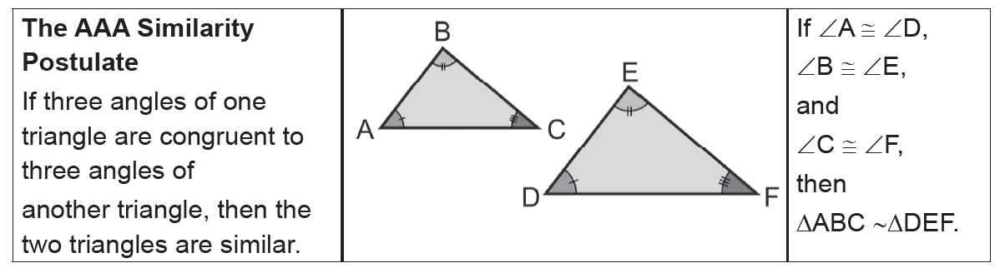 The AAA Similarity
Postulate
If three angles of one
triangle are congruent to
three angles of
another triangle, then the
two triangles are similar.
B
A
C
E
D
F
If ∠A ≅ ∠D,
∠B ≅ ∠E,
and
∠C ≅ ∠F,
then
ΔABC ~ΔDEF.